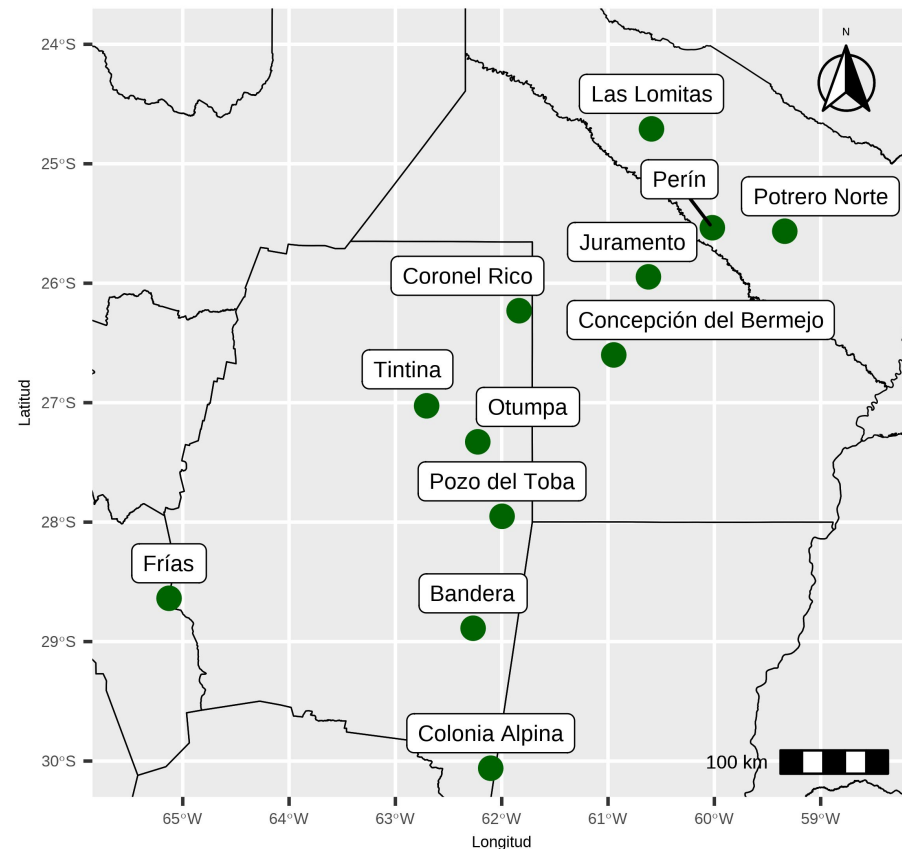 N
24°S
Las Lomitas
25°S
Perín
Potrero Norte
Juramento
26°S
Coronel Rico
Concepción del Bermejo
Tintina
27°S
Otumpa
Pozo del Toba
28°S
Frías
Bandera
29°S
Colonia Alpina
30°S
100 km
Latitud
65°W 64°W 63°W 62°W 61°W 60°W 59°W
Longitud